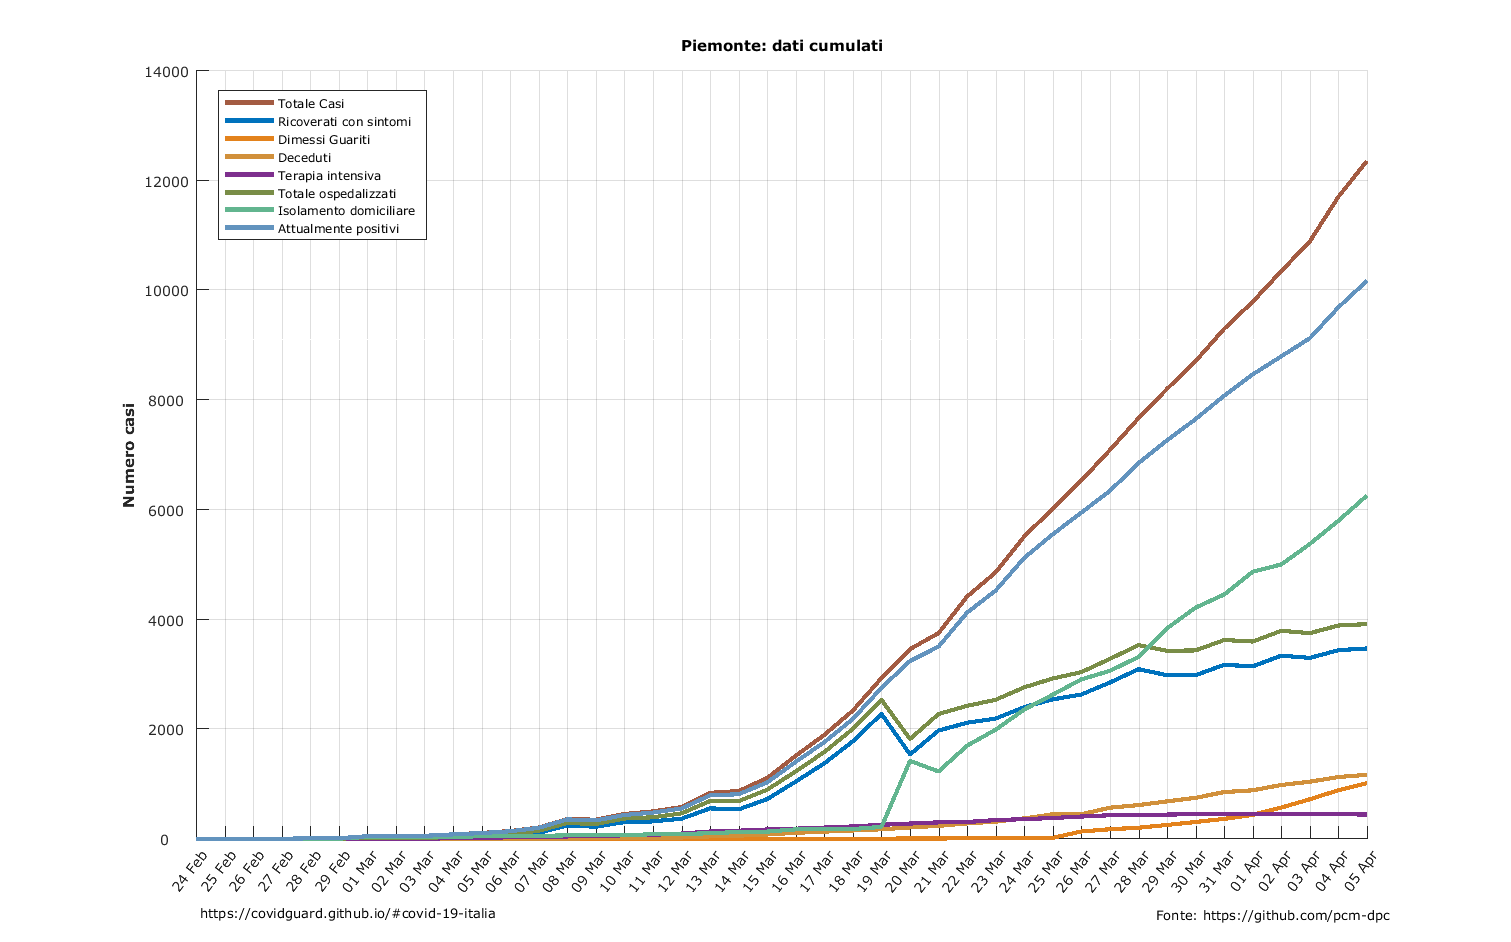 Piemonte: dati cumulati
14000
12000
10000
8000
6000
4000
2000
0
Numero casi
Totale Casi
Ricoverati con sintomi
Dimessi Guariti
Deceduti
Terapia intensiva
Totale ospedalizzati
Isolamento domiciliare
Attualmente positivi
24 Feb
25 Feb
26 Feb
27 Feb
28 Feb
29 Feb
01 Mar
02 Mar
03 Mar
04 Mar
05 Mar
06 Mar
07 Mar
08 Mar
09 Mar
10 Mar
11 Mar
12 Mar
13 Mar
14 Mar
15 Mar
16 Mar
17 Mar
18 Mar
19 Mar
20 Mar
21 Mar
22 Mar
23 Mar
24 Mar
25 Mar
26 Mar
27 Mar
28 Mar
29 Mar
30 Mar
31 Mar
01 Apr
02 Apr
03 Apr
04 Apr
05 Apr
https://covidguard.github.io/#covid-19-italia
Fonte: https://github.com/pcm-dpc